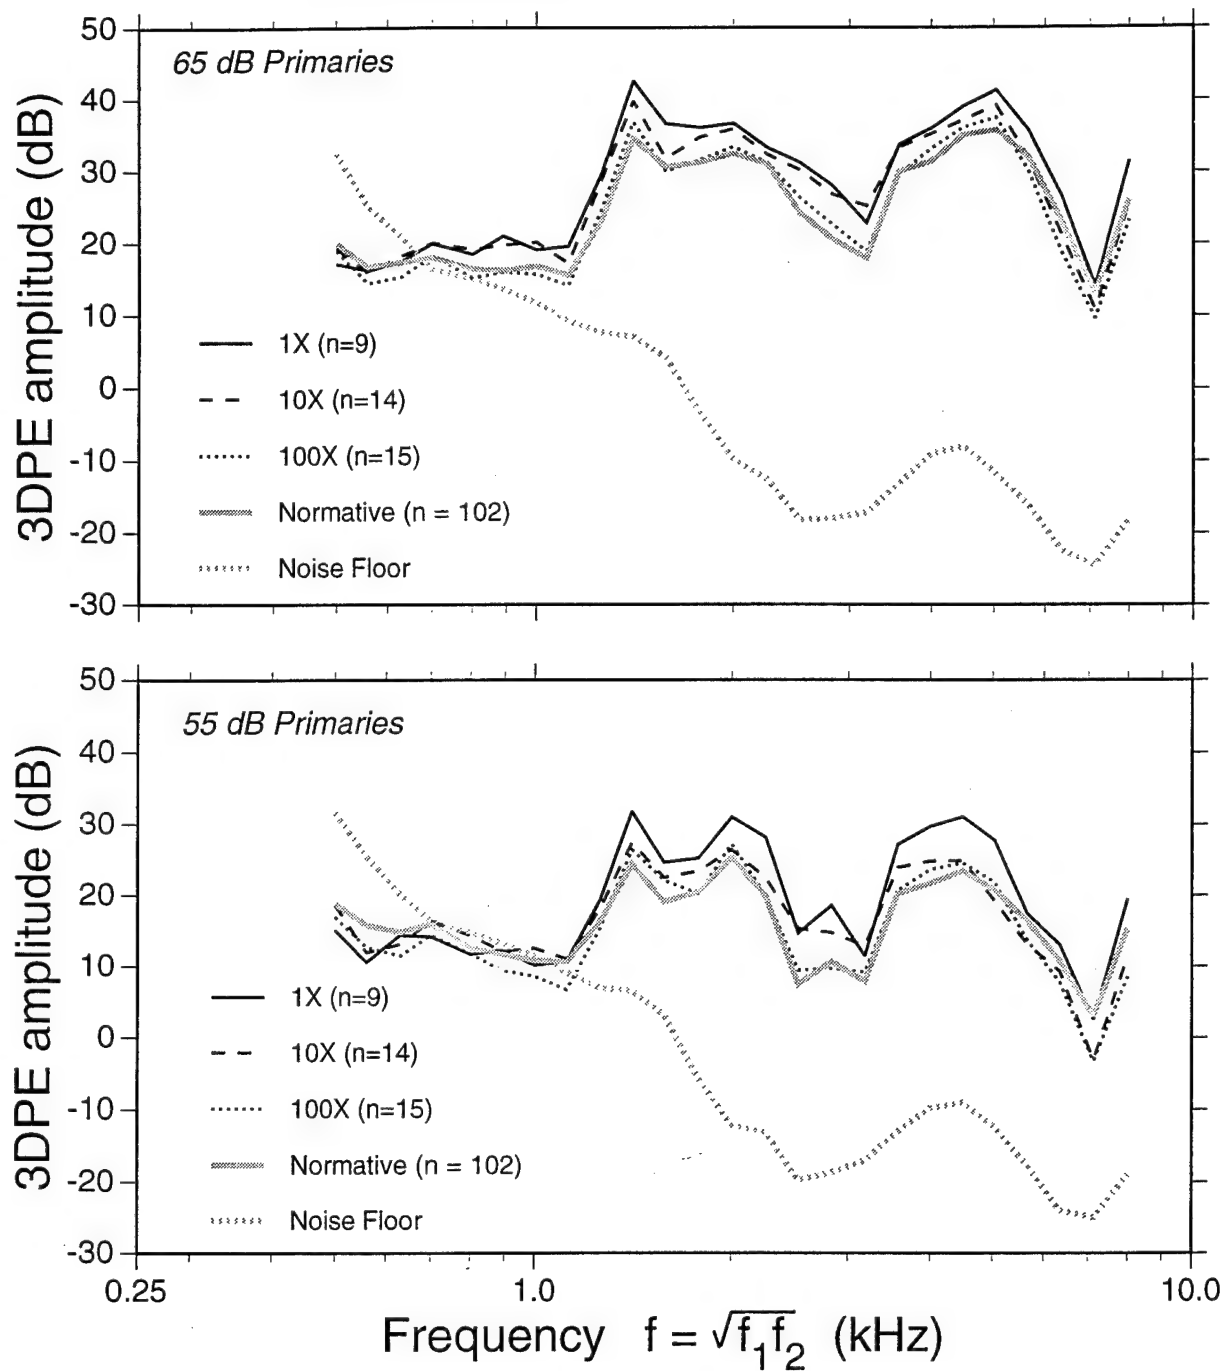 65 dB Primaries
3DPE amplitude (dB)
50
40
30
20
10
0
-10
-20
-30
1X (n=9)
10X (n=14)
100X (n=15)
Normative (n = 102)
Noise Floor
55 dB Primaries
3DPE amplitude (dB)
50
40
30
20
10
0
-10
-20
-30
1X (n=9)
10X (n=14)
100X (n=15)
Normative (n = 102)
Noise Floor
0.25
1.0
10.0
Frequency f = √f₁f₂ (kHz)